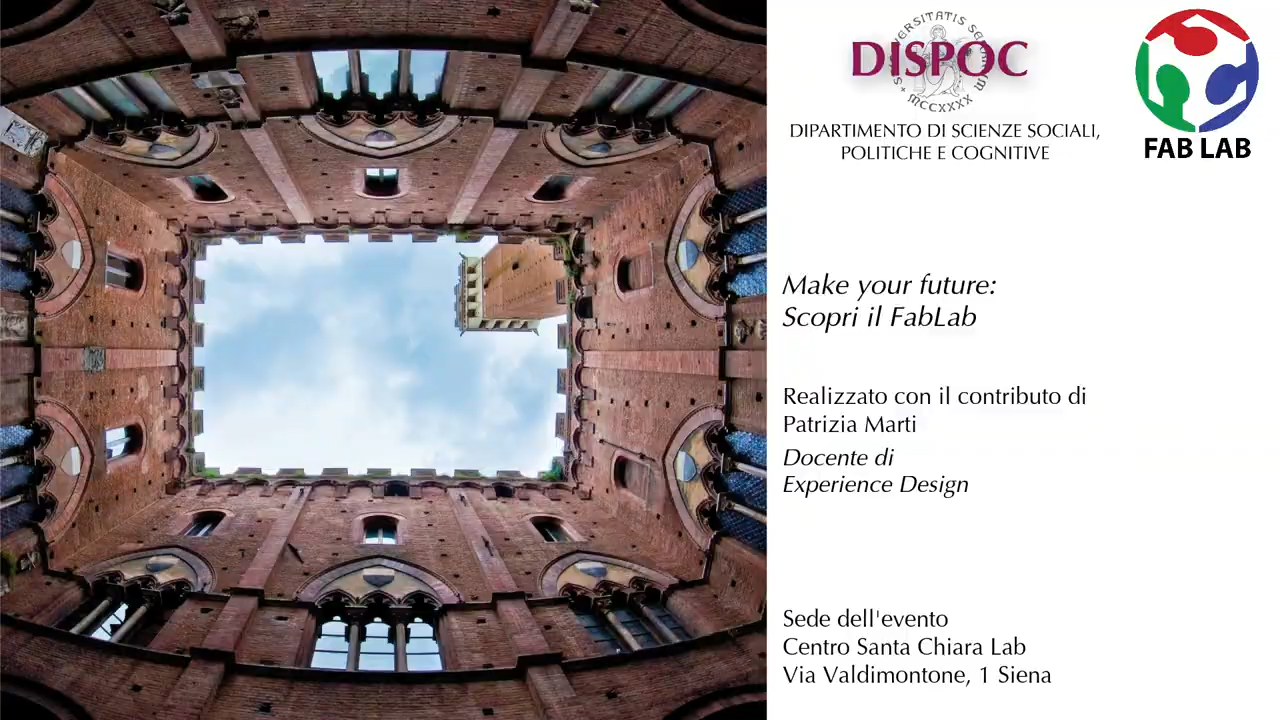 DISPOC
MCCXXXX
DIPARTIMENTO DI SCIENZE SOCIALI,
POLITICHE E COGNITIVE
FAB LAB
Make your future:
Scopri il FabLab
Realizzato con il contributo di
Patrizia Marti
Docente di
Experience Design
Sede dell'evento
Centro Santa Chiara Lab
Via Valdimontone, 1 Siena